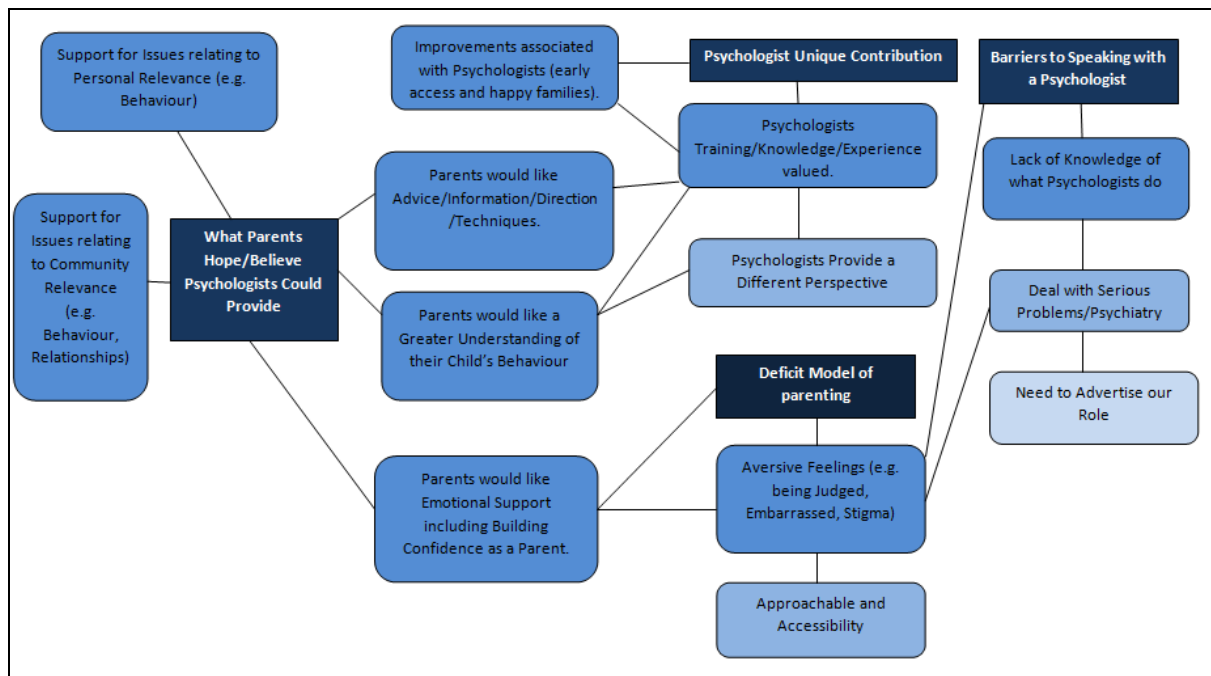 Support for Issues relating to
Personal Relevance (e.g.
Behaviour)
Support for
Issues relating
to Community
Relevance
(e.g.
Behaviour,
Relationships)
What Parents
Hope/Believe
Psychologists Could
Provide
Improvements associated
with Psychologists (early
access and happy families).
Parents would like
Advice/Information/Direction
/Techniques.
Parents would like a
Greater Understanding of
their Child’s Behaviour
Parents would like
Emotional Support
including Building
Confidence as a Parent.
Psychologist Unique Contribution
Psychologists
Training/Knowledge/Experience
valued.
Psychologists Provide a
Different Perspective
Deficit Model of
parenting
Aversive Feelings (e.g.
being Judged,
Embarrassed, Stigma)
Approachable and
Accessibility
Barriers to Speaking with
a Psychologist
Lack of Knowledge of
what Psychologists do
Deal with Serious
Problems/Psychiatry
Need to Advertise our
Role